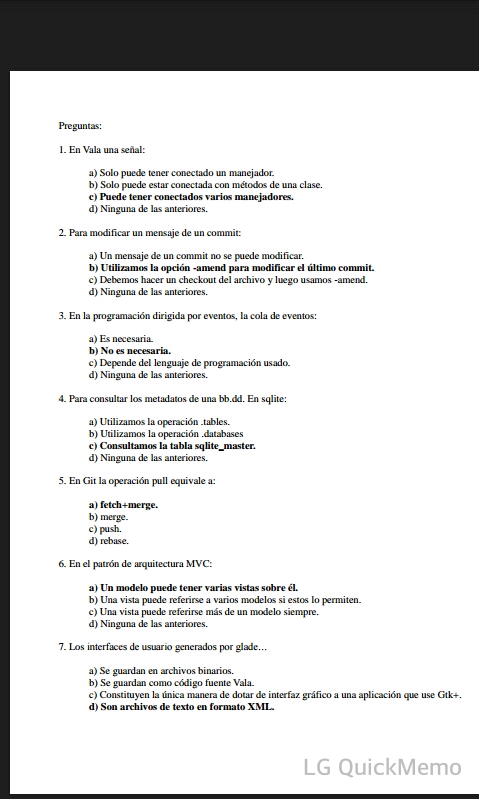 Preguntas:
1. En Vala una señal:
a) Solo puede tener conectado un manejador.
b) Solo puede estar conectada con métodos de una clase.
c) Puede tener conectados varios manejadores.
d) Ninguna de las anteriores.
2. Para modificar un mensaje de un commit:
a) Un mensaje de un commit no se puede modificar.
b) Utilizamos la opción -amend para modificar el último commit.
c) Debemos hacer un checkout del archivo y luego usamos -amend.
d) Ninguna de las anteriores.
3. En la programación dirigida por eventos, la cola de eventos:
a) Es necesaria.
b) No es necesaria.
c) Depende del lenguaje de programación usado.
d) Ninguna de las anteriores.
4. Para consultar los metadatos de una bb.dd. En sqlite:
a) Utilizamos la operación .tables.
b) Utilizamos la operación .databases
c) Consultamos la tabla sqlite_master.
d) Ninguna de las anteriores.
5. En Git la operación pull equivale a:
a) fetch+merge.
b) merge.
c) push.
d) rebase.
6. En el patrón de arquitectura MVC:
a) Un modelo puede tener varias vistas sobre él.
b) Una vista puede referirse a varios modelos si estos lo permiten.
c) Una vista puede referirse más de un modelo siempre.
d) Ninguna de las anteriores.
7. Los interfaces de usuario generados por glade…
a) Se guardan en archivos binarios.
b) Se guardan como código fuente Vala.
c) Constituyen la única manera de dotar de interfaz gráfico a una aplicación que use Gtk+.
d) Son archivos de texto en formato XML.
LG QuickMemo